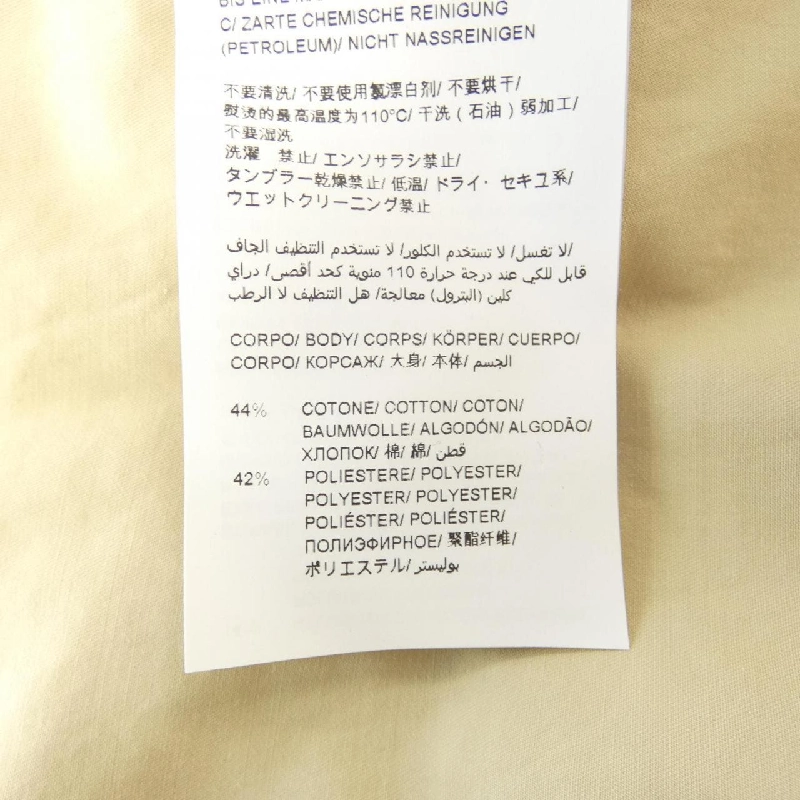 BIS EINE
C/ ZARTE CHEMISCHE REINIGUNG
(PETROLEUM)/ NICHT NASSREINIGEN
不要清洗/ 不要使用氯漂白剂/ 不要烘干/
熨烫的最高温度为110°C/ 干洗 ( 石油 ) 弱加工/
不要湿洗
洗濯 禁止/ エンソサラシ禁止/
タンブラー乾燥禁止/ 低温/ ドライ・ セキユ系/
ウエットクリーニング禁止
لا تغسل/ لا تستخدم الكلور/ لا تستخدم التنظيف الجاف/
قابل للكي عند درجة حرارة 110 مئوية كحد أقصى/ دراي
كلين (البترول) معالجة/ هل التنظيف لا الرطب
CORPO/ BODY/ CORPS/ KÖRPER/ CUERPO/
CORPO/ КОРСАЖ/ 大身/ 本体/ الجسم
44% COTONE/ COTTON/ COTON/
BAUMWOLLE/ ALGODÓN/ ALGODÃO/
ХЛОПОК/ 棉/ 綿/ قطن
42% POLIESTERE/ POLYESTER/
POLYESTER/ POLYESTER/
POLIÉSTER/ POLIÉSTER/
ПОЛИЭФИРНОЕ/ 聚酯纤维/
ポリエステル/ بوليستر